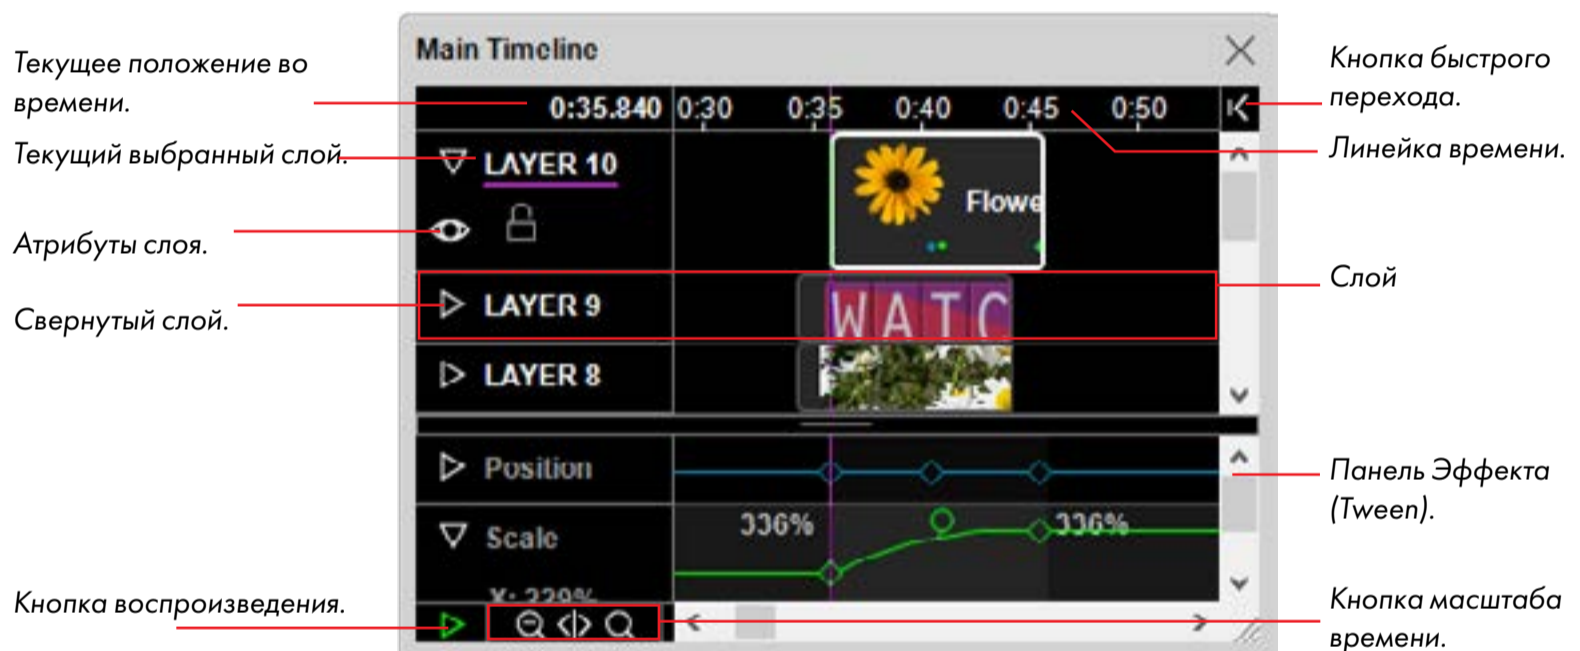 Текущее положение во
времени.
Текущий выбранный слой.
Атрибуты слоя.
Свернутый слой.
Кнопка воспроизведения.
Main Timeline
0:35.840 0:30 0:35 0:40 0:45 0:50
LAYER 10
Flowe
LAYER 9
WATC
LAYER 8
Position
Scale
336% 336%
X: 339%
Кнопка быстрого
перехода.
Линейка времени.
Слой
Панель Эффекта
(Tween).
Кнопка масштаба
времени.